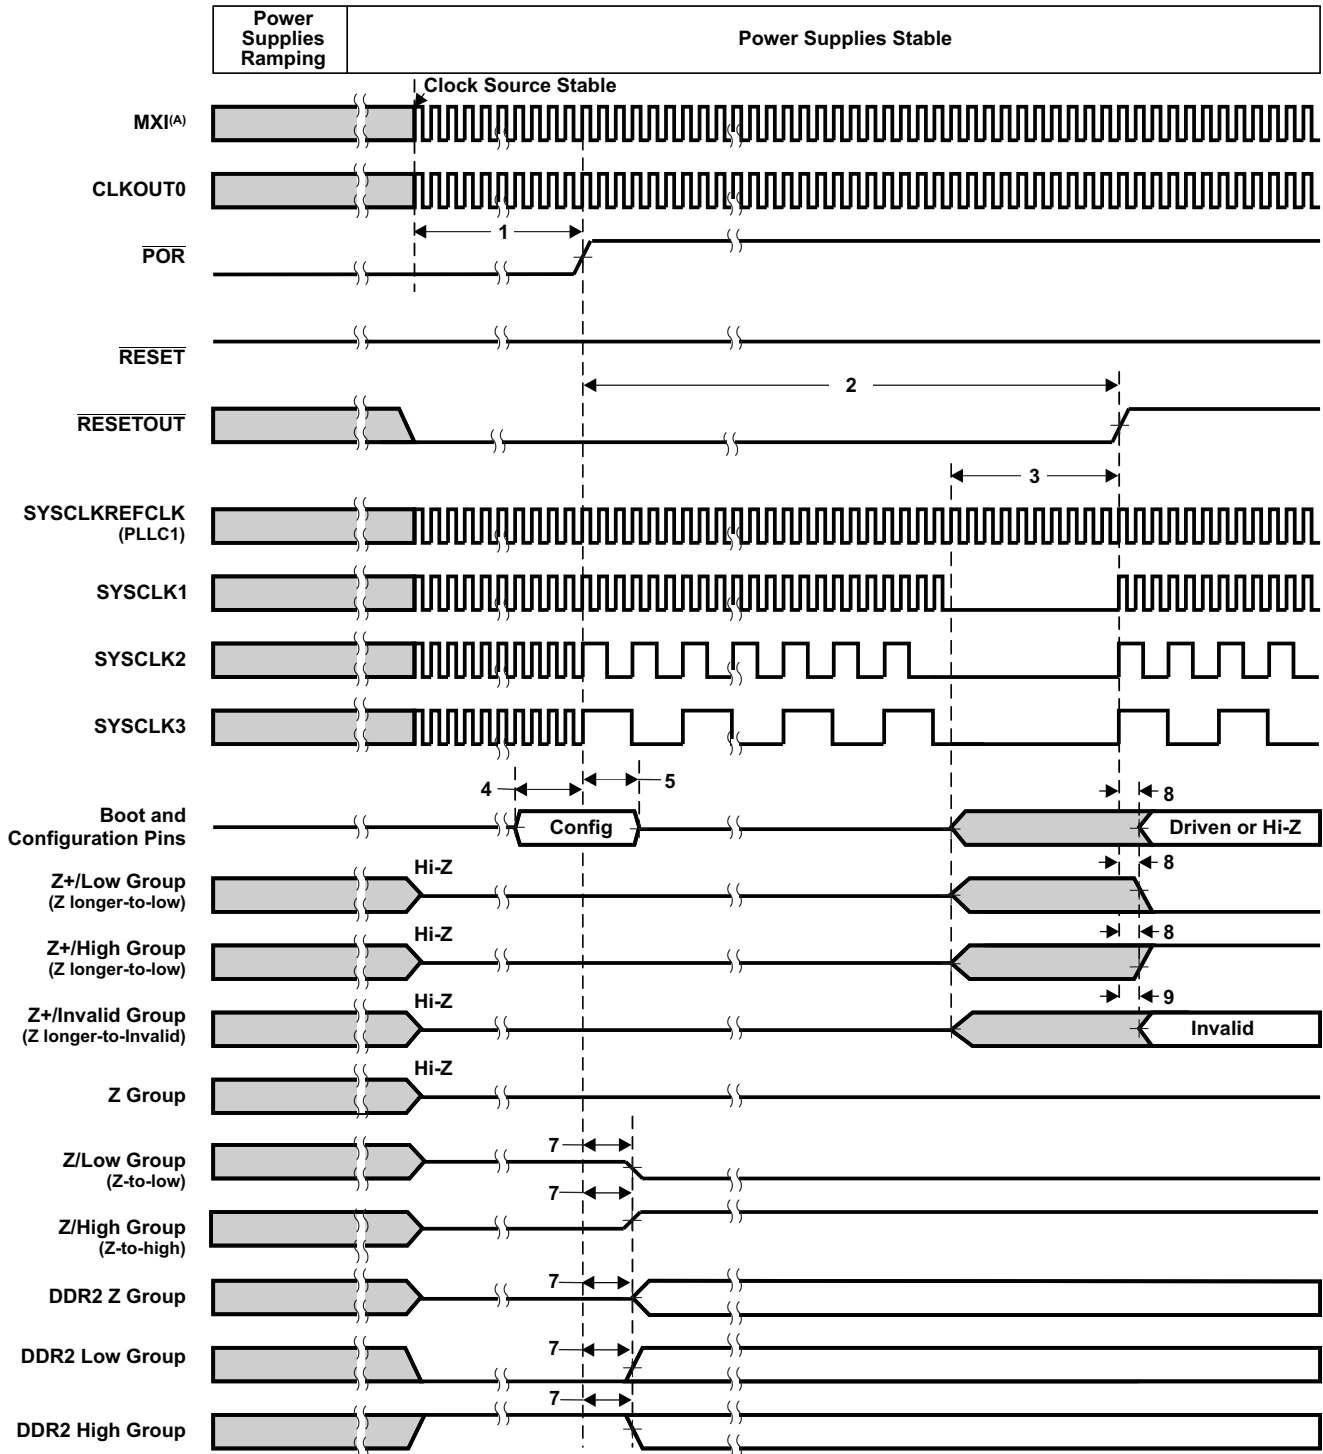 Power
Supplies
Ramping
Power Supplies Stable
Clock Source Stable
MXI(A)
CLKOUT0
1
POR
RESET
2
RESETOUT
3
SYSCLKREFCLK
(PLLC1)
SYSCLK1
SYSCLK2
SYSCLK3
4
5
8
Boot and
Configuration Pins
Config
Driven or Hi-Z
8
Z+/Low Group
(Z longer-to-low)
Hi-Z
8
Z+/High Group
(Z longer-to-low)
Hi-Z
9
Z+/Invalid Group
(Z longer-to-Invalid)
Hi-Z
Invalid
Z Group
Hi-Z
7
Z/Low Group
(Z-to-low)
7
Z/High Group
(Z-to-high)
7
DDR2 Z Group
7
DDR2 Low Group
7
DDR2 High Group